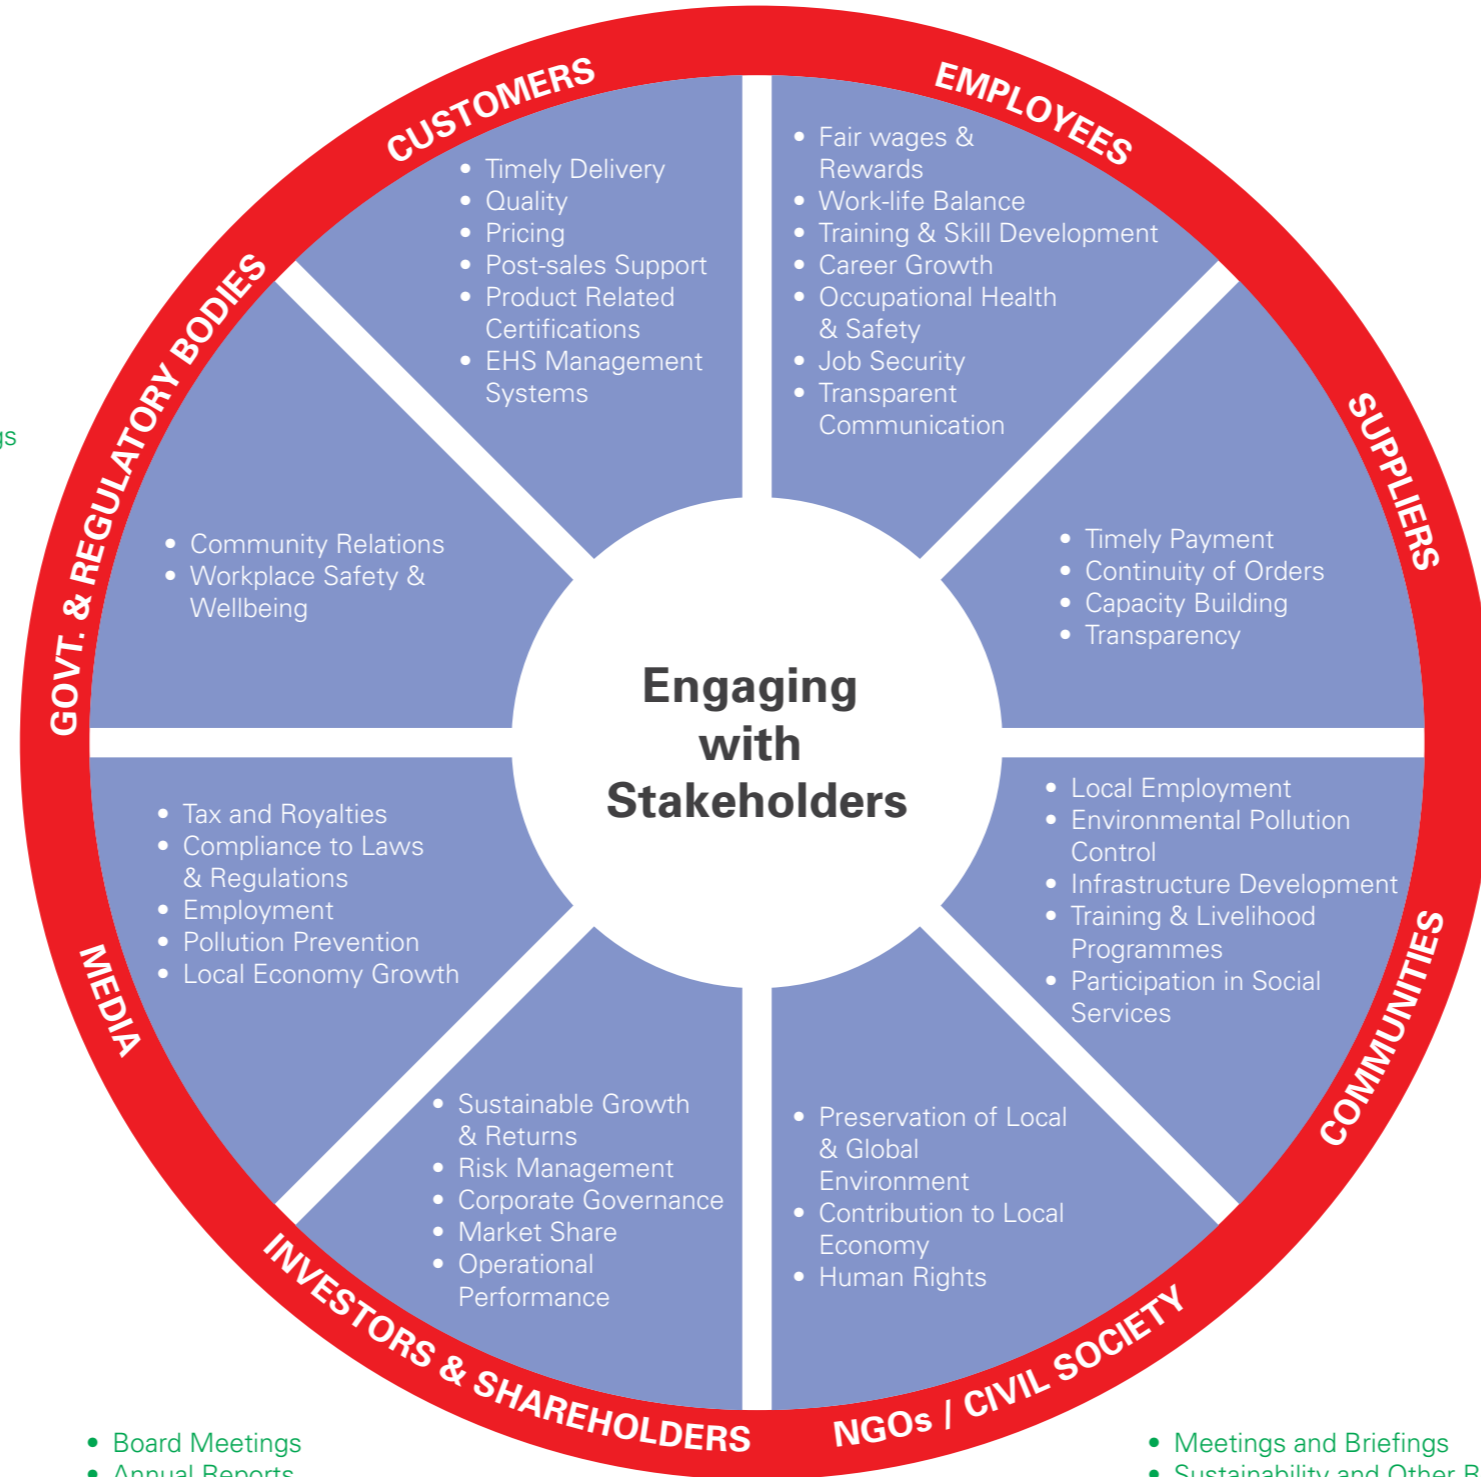 CUSTOMERS
• Timely Delivery
• Quality
• Pricing
• Post-sales Support
• Product Related
Certifications
• EHS Management
Systems
EMPLOYEES
• Fair wages &
Rewards
• Work-life Balance
• Training & Skill Development
• Career Growth
• Occupational Health
& Safety
• Job Security
• Transparent
Communication
SUPPLIERS
• Timely Payment
• Continuity of Orders
• Capacity Building
• Transparency
COMMUNITIES
• Local Employment
• Environmental Pollution
Control
• Infrastructure Development
• Training & Livelihood
Programmes
• Participation in Social
Services
NGOs / CIVIL SOCIETY
• Preservation of Local
& Global
Environment
• Contribution to Local
Economy
• Human Rights
INVESTORS & SHAREHOLDERS
• Sustainable Growth
& Returns
• Risk Management
• Corporate Governance
• Market Share
• Operational
Performance
MEDIA
• Tax and Royalties
• Compliance to Laws
& Regulations
• Employment
• Pollution Prevention
• Local Economy Growth
GOVT. & REGULATORY BODIES
• Community Relations
• Workplace Safety &
Wellbeing
Engaging
with
Stakeholders
• Board Meetings
• Annual Reports
• Meetings and Briefings
• Sustainability and Other